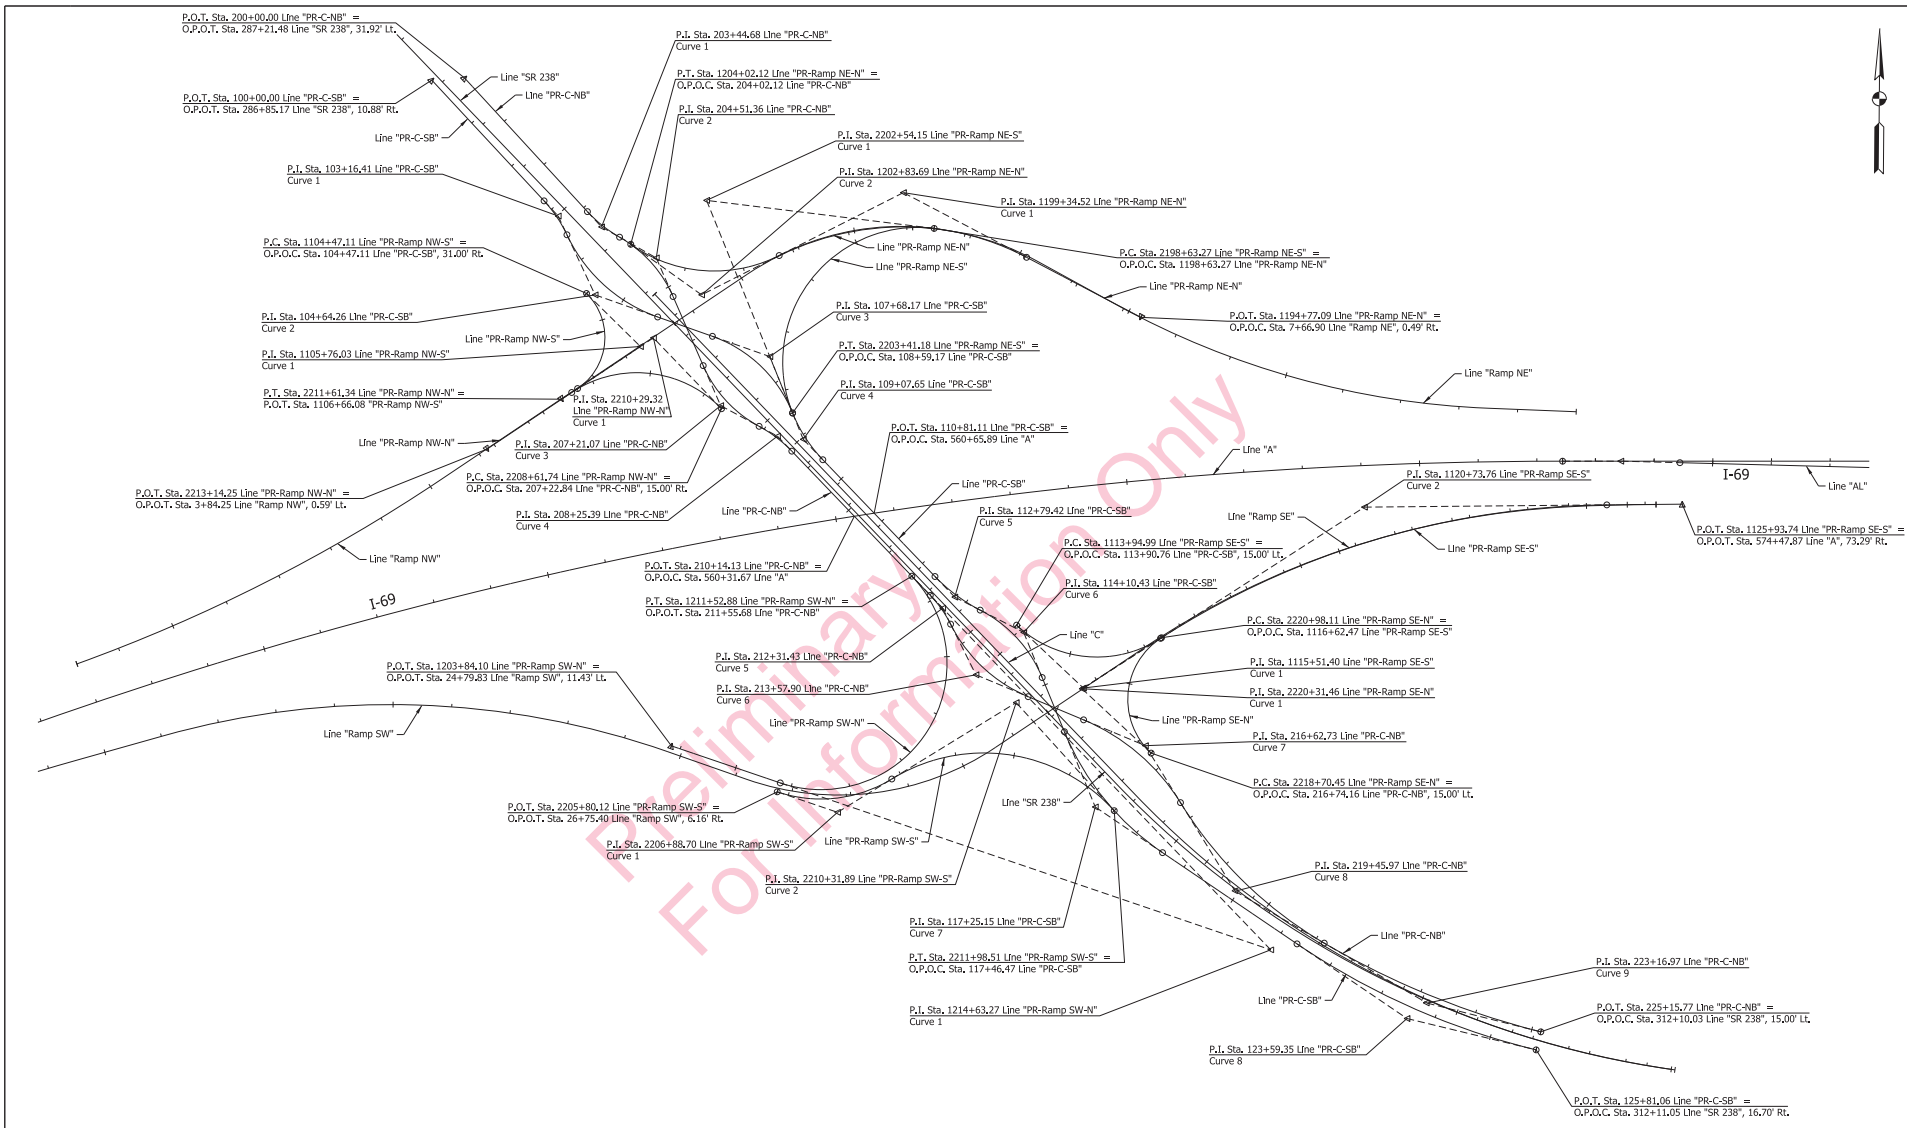 P.O.T. Sta. 200+00.00 Line "PR-C-NB" =
O.P.O.T. Sta. 287+21.48 Line "SR 238", 31.92' Lt.
P.I. Sta. 203+44.68 Line "PR-C-NB"
Curve 1
Line "SR 238"
P.T. Sta. 1204+02.12 Line "PR-Ramp NE-N" =
O.P.O.C. Sta. 204+02.12 Line "PR-C-NB"
Line "PR-C-NB"
P.O.T. Sta. 100+00.00 Line "PR-C-SB" =
O.P.O.T. Sta. 286+85.17 Line "SR 238", 10.88' Rt.
P.I. Sta. 204+51.36 Line "PR-C-NB"
Curve 2
Line "PR-C-SB"
P.I. Sta. 2202+54.15 Line "PR-Ramp NE-S"
Curve 1
P.I. Sta. 103+16.41 Line "PR-C-SB"
Curve 1
P.I. Sta. 1202+83.69 Line "PR-Ramp NE-N"
Curve 2
P.I. Sta. 1199+34.52 Line "PR-Ramp NE-N"
Curve 1
P.C. Sta. 1104+47.11 Line "PR-Ramp NW-S" =
O.P.O.C. Sta. 104+47.11 Line "PR-C-SB", 31.00' Rt.
Line "PR-Ramp NE-N"
Line "PR-Ramp NE-S"
P.C. Sta. 2198+63.27 Line "PR-Ramp NE-S" =
O.P.O.C. Sta. 1198+63.27 Line "PR-Ramp NE-N"
Line "PR-Ramp NE-N"
P.I. Sta. 104+64.26 Line "PR-C-SB"
Curve 2
P.I. Sta. 107+68.17 Line "PR-C-SB"
Curve 3
P.O.T. Sta. 1194+77.09 Line "PR-Ramp NE-N" =
O.P.O.C. Sta. 7+66.90 Line "Ramp NE", 0.49' Rt.
Line "PR-Ramp NW-S"
P.I. Sta. 1105+76.03 Line "PR-Ramp NW-S"
Curve 1
P.T. Sta. 2203+41.18 Line "PR-Ramp NE-S" =
O.P.O.C. Sta. 108+59.17 Line "PR-C-SB"
Line "Ramp NE"
P.T. Sta. 2211+61.34 Line "PR-Ramp NW-N" =
P.O.T. Sta. 1106+66.08 "PR-Ramp NW-S"
P.I. Sta. 2210+29.32
Line "PR-Ramp NW-N"
Curve 1
P.I. Sta. 109+07.65 Line "PR-C-SB"
Curve 4
Line "PR-Ramp NW-N"
P.I. Sta. 207+21.07 Line "PR-C-NB"
Curve 3
P.O.T. Sta. 110+81.11 Line "PR-C-SB" =
O.P.O.C. Sta. 560+65.89 Line "A"
Line "A"
P.C. Sta. 2208+61.74 Line "PR-Ramp NW-N" =
O.P.O.C. Sta. 207+22.84 Line "PR-C-NB", 15.00' Rt.
P.I. Sta. 1120+73.76 Line "PR-Ramp SE-S"
Curve 2
I-69
Line "AL"
P.O.T. Sta. 2213+14.25 Line "PR-Ramp NW-N" =
O.P.O.T. Sta. 3+84.25 Line "Ramp NW", 0.59' Lt.
Line "PR-C-SB"
P.I. Sta. 208+25.39 Line "PR-C-NB"
Curve 4
Line "PR-C-NB"
P.I. Sta. 112+79.42 Line "PR-C-SB"
Curve 5
Line "Ramp SE"
P.O.T. Sta. 1125+93.74 Line "PR-Ramp SE-S" =
O.P.O.T. Sta. 574+47.87 Line "A", 73.29' Rt.
P.C. Sta. 1113+94.99 Line "PR-Ramp SE-S" =
O.P.O.C. Sta. 113+90.76 Line "PR-C-SB", 15.00' Lt.
Line "PR-Ramp SE-S"
Line "Ramp NW"
P.O.T. Sta. 210+14.13 Line "PR-C-NB" =
O.P.O.C. Sta. 560+31.67 Line "A"
P.I. Sta. 114+10.43 Line "PR-C-SB"
Curve 6
I-69
P.T. Sta. 1211+52.88 Line "PR-Ramp SW-N" =
O.P.O.T. Sta. 211+55.68 Line "PR-C-NB"
P.C. Sta. 2220+98.11 Line "PR-Ramp SE-N" =
O.P.O.C. Sta. 1116+62.47 Line "PR-Ramp SE-S"
Line "C"
P.O.T. Sta. 1203+84.10 Line "PR-Ramp SW-N" =
O.P.O.T. Sta. 24+79.83 Line "Ramp SW", 11.43' Lt.
P.I. Sta. 212+31.43 Line "PR-C-NB"
Curve 5
P.I. Sta. 1115+51.40 Line "PR-Ramp SE-S"
Curve 1
P.I. Sta. 213+57.90 Line "PR-C-NB"
Curve 6
P.I. Sta. 2220+31.46 Line "PR-Ramp SE-N"
Curve 1
Line "PR-Ramp SW-N"
Line "PR-Ramp SE-N"
Line "Ramp SW"
P.I. Sta. 216+62.73 Line "PR-C-NB"
Curve 7
P.C. Sta. 2218+70.45 Line "PR-Ramp SE-N" =
O.P.O.C. Sta. 216+74.16 Line "PR-C-NB", 15.00' Lt.
P.O.T. Sta. 2205+80.12 Line "PR-Ramp SW-S" =
O.P.O.T. Sta. 26+75.40 Line "Ramp SW", 6.16' Rt.
Line "SR 238"
P.I. Sta. 2206+88.70 Line "PR-Ramp SW-S"
Curve 1
Line "PR-Ramp SW-S"
P.I. Sta. 219+45.97 Line "PR-C-NB"
Curve 8
P.I. Sta. 2210+31.89 Line "PR-Ramp SW-S"
Curve 2
P.I. Sta. 117+25.15 Line "PR-C-SB"
Curve 7
Line "PR-C-NB"
P.T. Sta. 2211+98.51 Line "PR-Ramp SW-S" =
O.P.O.C. Sta. 117+46.47 Line "PR-C-SB"
P.I. Sta. 223+16.97 Line "PR-C-NB"
Curve 9
Line "PR-C-SB"
P.I. Sta. 1214+63.27 Line "PR-Ramp SW-N"
Curve 1
P.O.T. Sta. 225+15.77 Line "PR-C-NB" =
O.P.O.C. Sta. 312+10.03 Line "SR 238", 15.00' Lt.
P.I. Sta. 123+59.35 Line "PR-C-SB"
Curve 8
P.O.T. Sta. 125+81.06 Line "PR-C-SB" =
O.P.O.C. Sta. 312+11.05 Line "SR 238", 16.70' Rt.
Preliminary
For Information Only